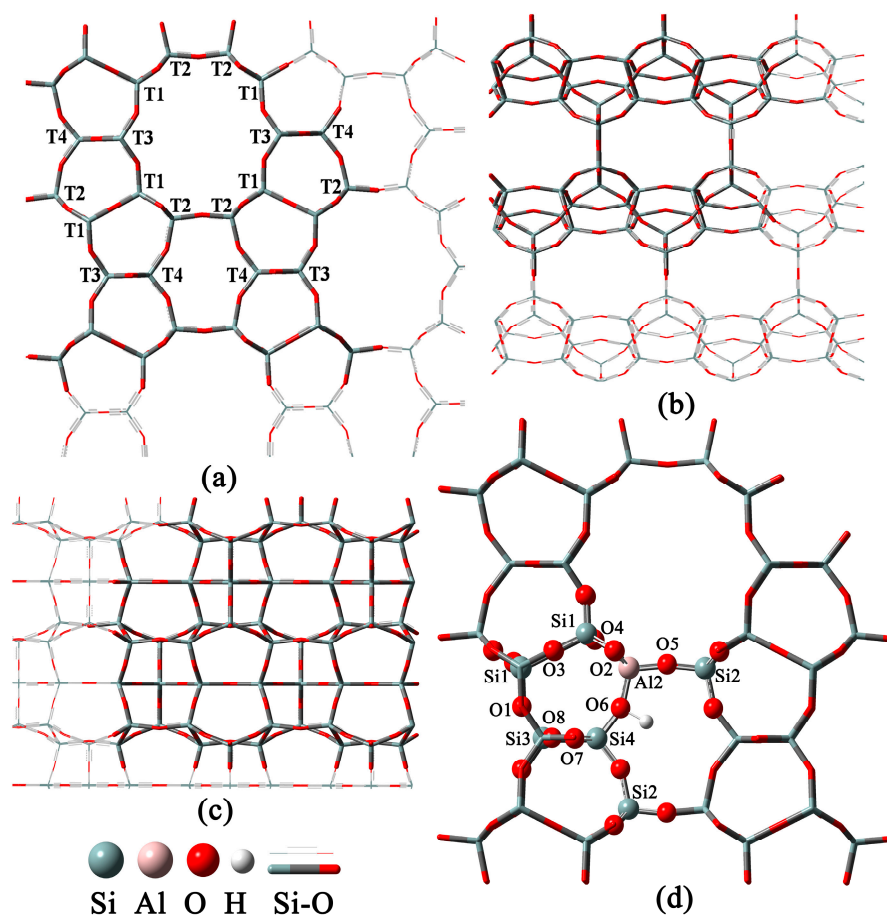 T2 T2
T1 T1
T4 T3 T3 T4
T2 T1 T1 T2
T1 T2 T2
T3 T4 T4 T3
(a)
(b)
(c)
Si1 O4 O5
Si1 O3 O2 Al2 Si2
O1 O6
Si3 O8 Si4
O7
Si2
(d)
Si Al O H Si-O